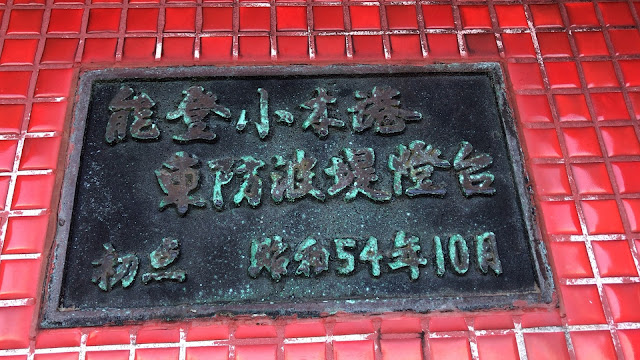 能登小木港
東防波堤燈台
初点 昭和54年10月